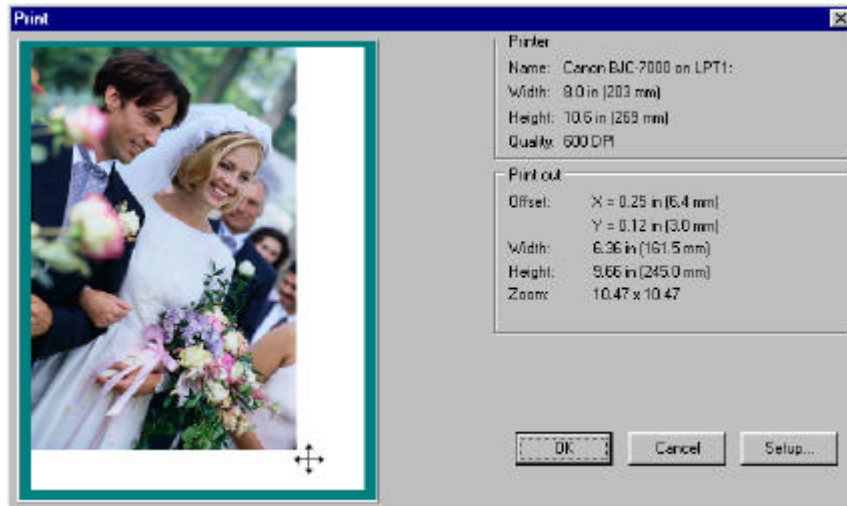 Print
Printer
Name: Canon BJC-7000 on LPT1:
Width: 8.0 in (203 mm)
Height: 10.6 in (269 mm)
Quality: 600 DPI
Print out
Offset: X = 0.25 in (6.4 mm)
Y = 0.12 in (3.0 mm)
Width: 6.36 in (161.5 mm)
Height: 9.66 in (245.0 mm)
Zoom: 10.47 x 10.47
OK Cancel Setup...